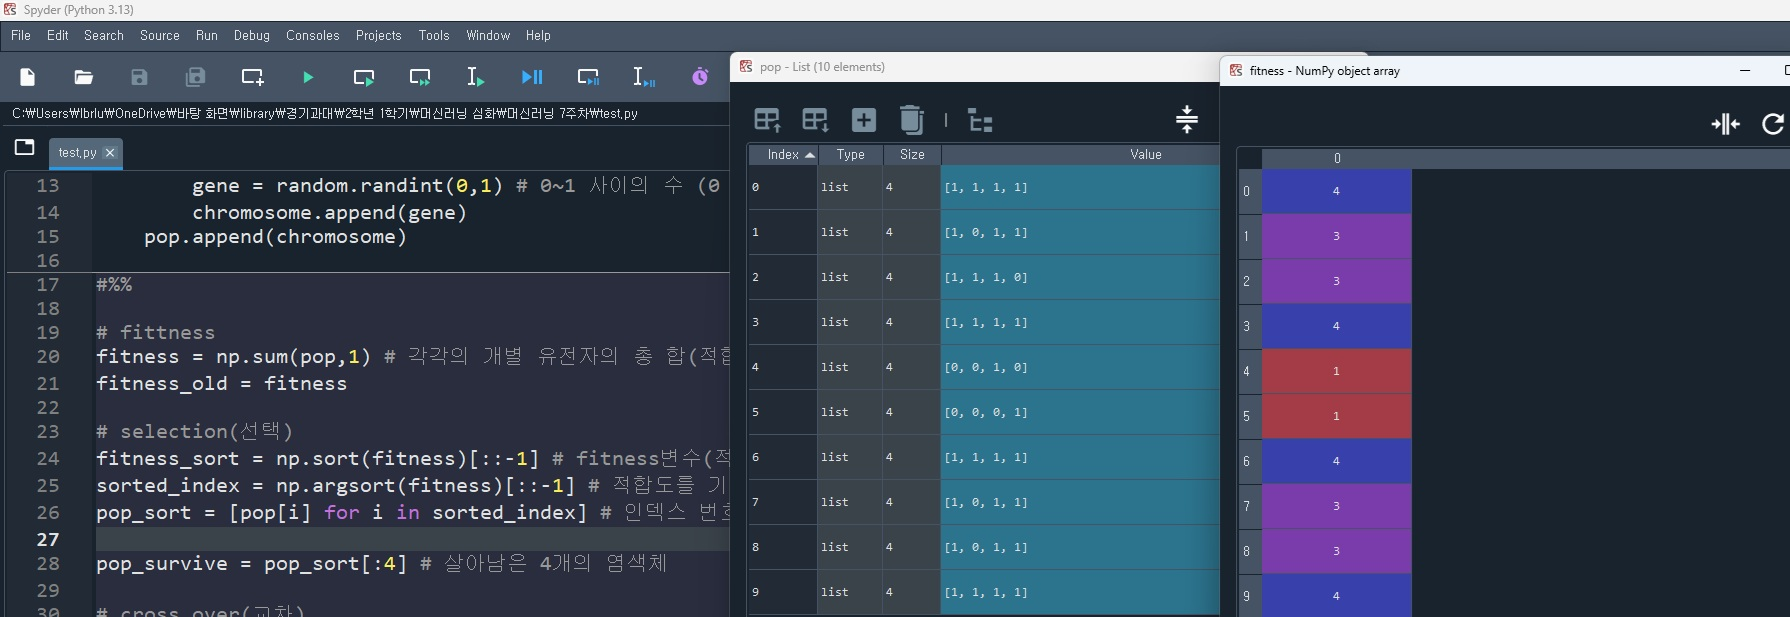 Spyder (Python 3.13)
File Edit Search Source Run Debug Consoles Projects Tools Window Help
C:₩Users₩lbrlu₩OneDrive₩바탕 화면₩library₩경기과대₩2학년 1학기₩머신러닝 심화₩머신러닝 7주차₩test.py
test.py
13 gene = random.randint(0,1) # 0~1 사이의 수 (0
14 chromosome.append(gene)
15 pop.append(chromosome)
16
17 #%%
18
19 # fittness
20 fitness = np.sum(pop,1) # 각각의 개별 유전자의 총 합(적합
21 fitness_old = fitness
22
23 # selection(선택)
24 fitness_sort = np.sort(fitness)[::-1] # fitness변수(적
25 sorted_index = np.argsort(fitness)[::-1] # 적합도를 기
26 pop_sort = [pop[i] for i in sorted_index] # 인덱스 번호
27
28 pop_survive = pop_sort[:4] # 살아남은 4개의 염색체
29
30 # cross over(교차)
pop - List (10 elements)
Index Type Size Value
0 list 4 [1, 1, 1, 1]
1 list 4 [1, 0, 1, 1]
2 list 4 [1, 1, 1, 0]
3 list 4 [1, 1, 1, 1]
4 list 4 [0, 0, 1, 0]
5 list 4 [0, 0, 0, 1]
6 list 4 [1, 1, 1, 1]
7 list 4 [1, 0, 1, 1]
8 list 4 [1, 0, 1, 1]
9 list 4 [1, 1, 1, 1]
fitness - NumPy object array
0
0 4
1 3
2 3
3 4
4 1
5 1
6 4
7 3
8 3
9 4